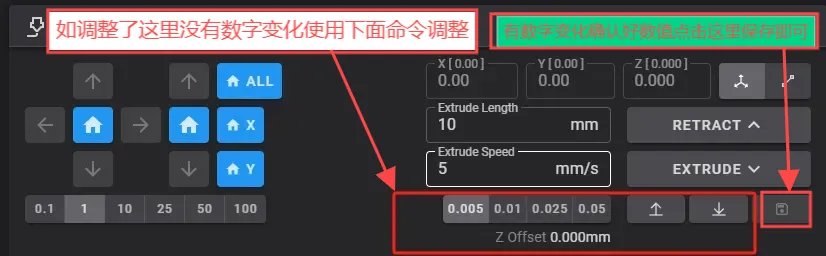 如调整了这里没有数字变化使用下面命令调整
有数字变化确认好数值点击这里保存即可
X [ 0.00 ]
0.00
Y [ 0.00 ]
0.00
Z [ 0.000 ]
0.000
ALL
X
Y
Extrude Length
10 mm
RETRACT
Extrude Speed
5 mm/s
EXTRUDE
0.1 1 10 25 50 100
0.005 0.01 0.025 0.05
Z Offset 0.000mm